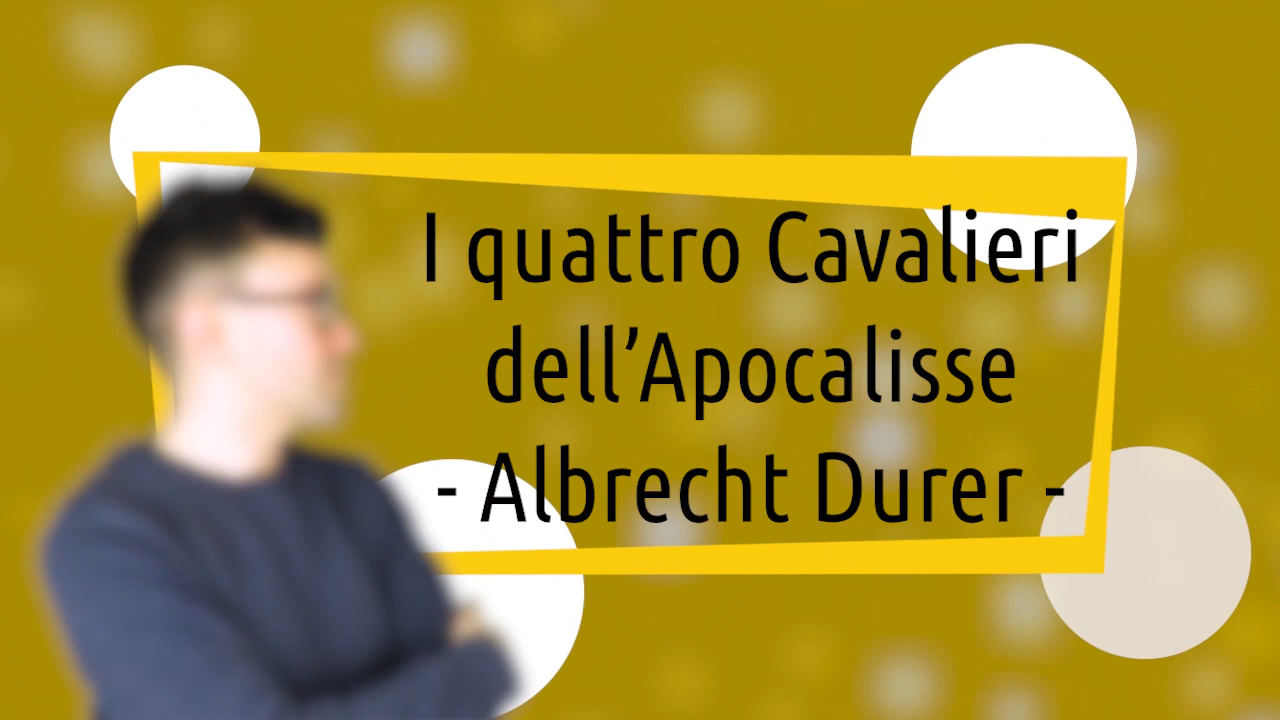 I quattro Cavalieri
dell’Apocalisse
- Albrecht Durer -